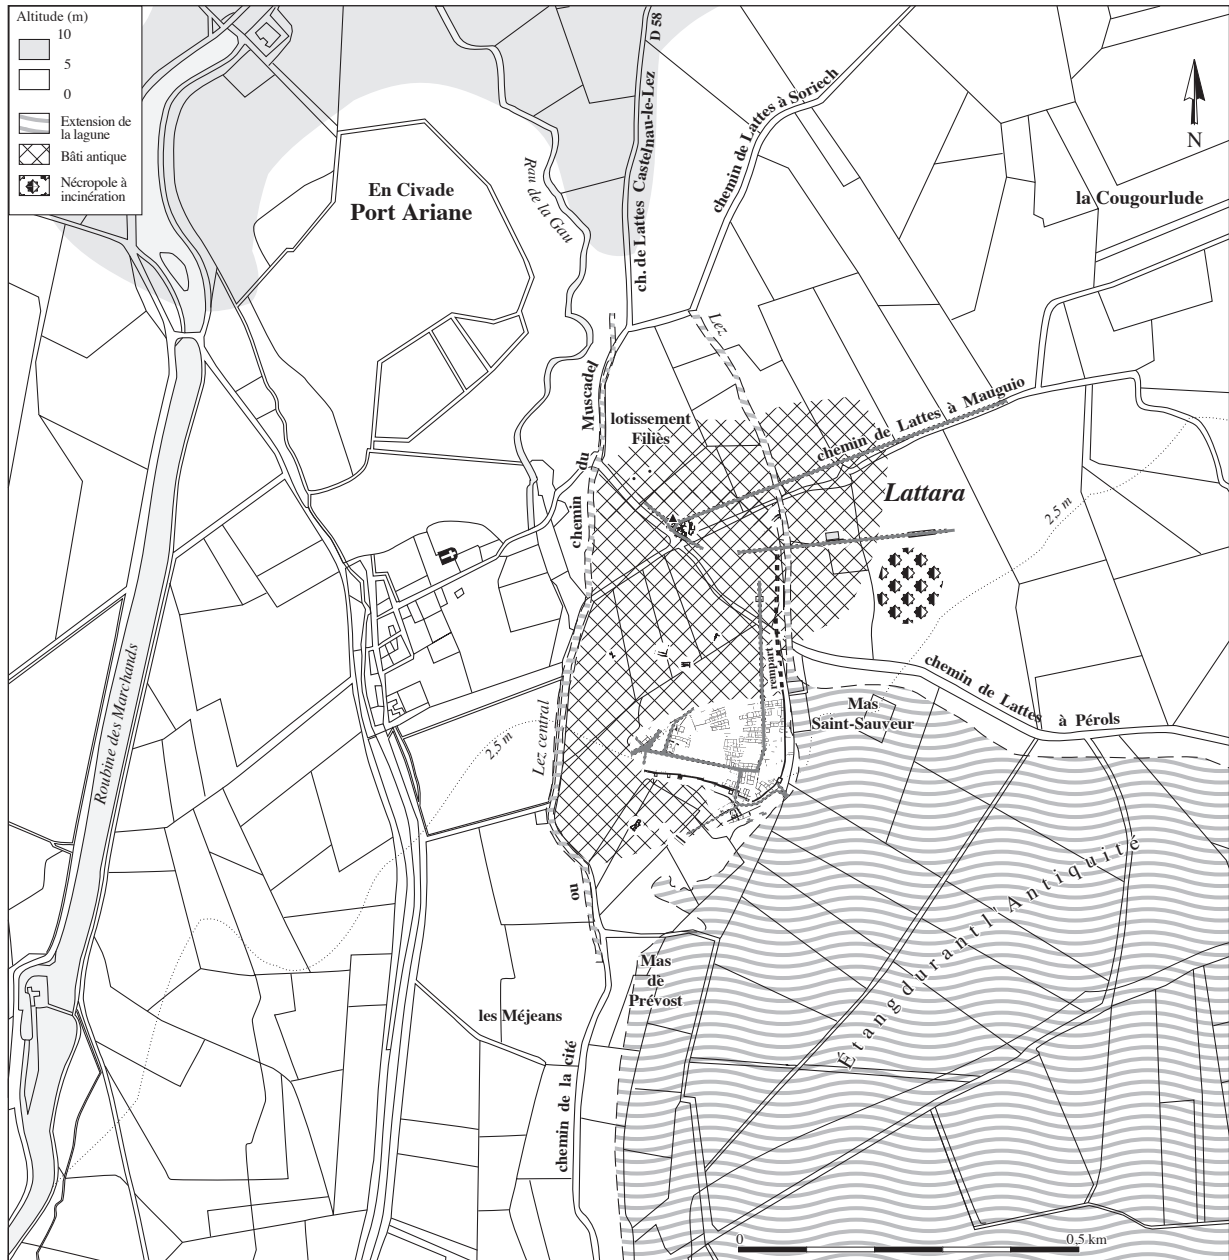 Altitude (m)
10
5
0
Extension de
la lagune
Bâti antique
Nécropole à
incinération
D 58
ch. de Lattes Castelnau-le-Lez
chemin de Lattes à Soriech
N
En Civade
Port Ariane
Rau de la Gau
la Cougourlude
Lez
chemin du Muscadel
lotissement
Filiès
chemin de Lattes à Mauguio
Lattara
2,5 m
rempart
chemin de Lattes à Pérols
Mas
Saint-Sauveur
Roubine des Marchands
Lez central
2,5 m
ou
Étang durant l'Antiquité
Mas
de
Prévost
les Méjeans
chemin de la cité
0
0,5 km